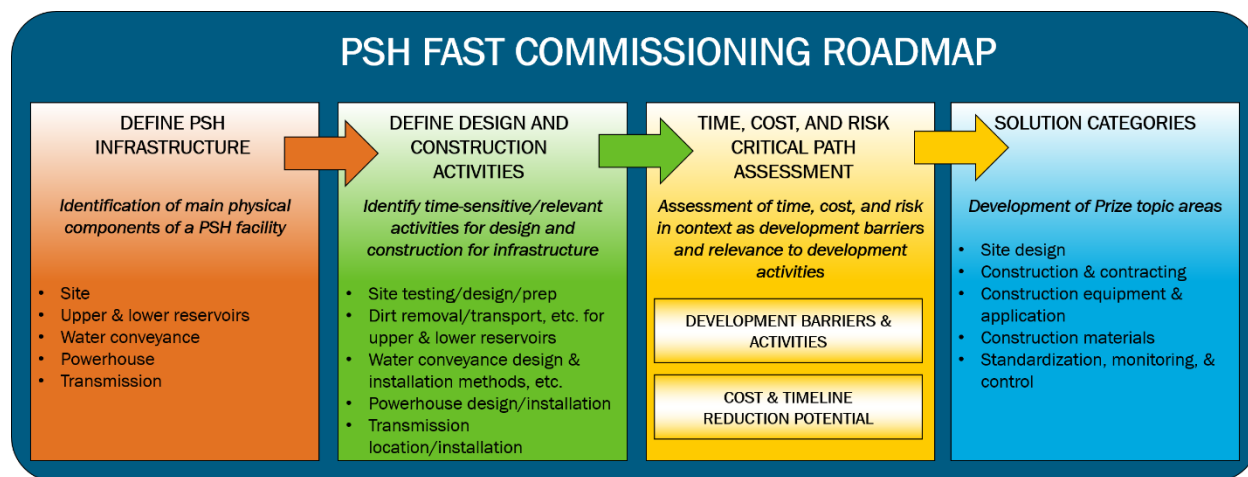 PSH FAST COMMISSIONING ROADMAP
DEFINE PSH
INFRASTRUCTURE
Identification of main physical
components of a PSH facility
• Site
• Upper & lower reservoirs
• Water conveyance
• Powerhouse
• Transmission
DEFINE DESIGN AND
CONSTRUCTION
ACTIVITIES
Identify time-sensitive/relevant
activities for design and
construction for infrastructure
• Site testing/design/prep
• Dirt removal/transport, etc. for
upper & lower reservoirs
• Water conveyance design &
installation methods, etc.
• Powerhouse design/installation
• Transmission
location/installation
TIME, COST, AND RISK
CRITICAL PATH
ASSESSMENT
Assessment of time, cost, and risk
in context as development barriers
and relevance to development
activities
DEVELOPMENT BARRIERS &
ACTIVITIES
COST & TIMELINE
REDUCTION POTENTIAL
SOLUTION CATEGORIES
Development of Prize topic areas
• Site design
• Construction & contracting
• Construction equipment &
application
• Construction materials
• Standardization, monitoring, &
control